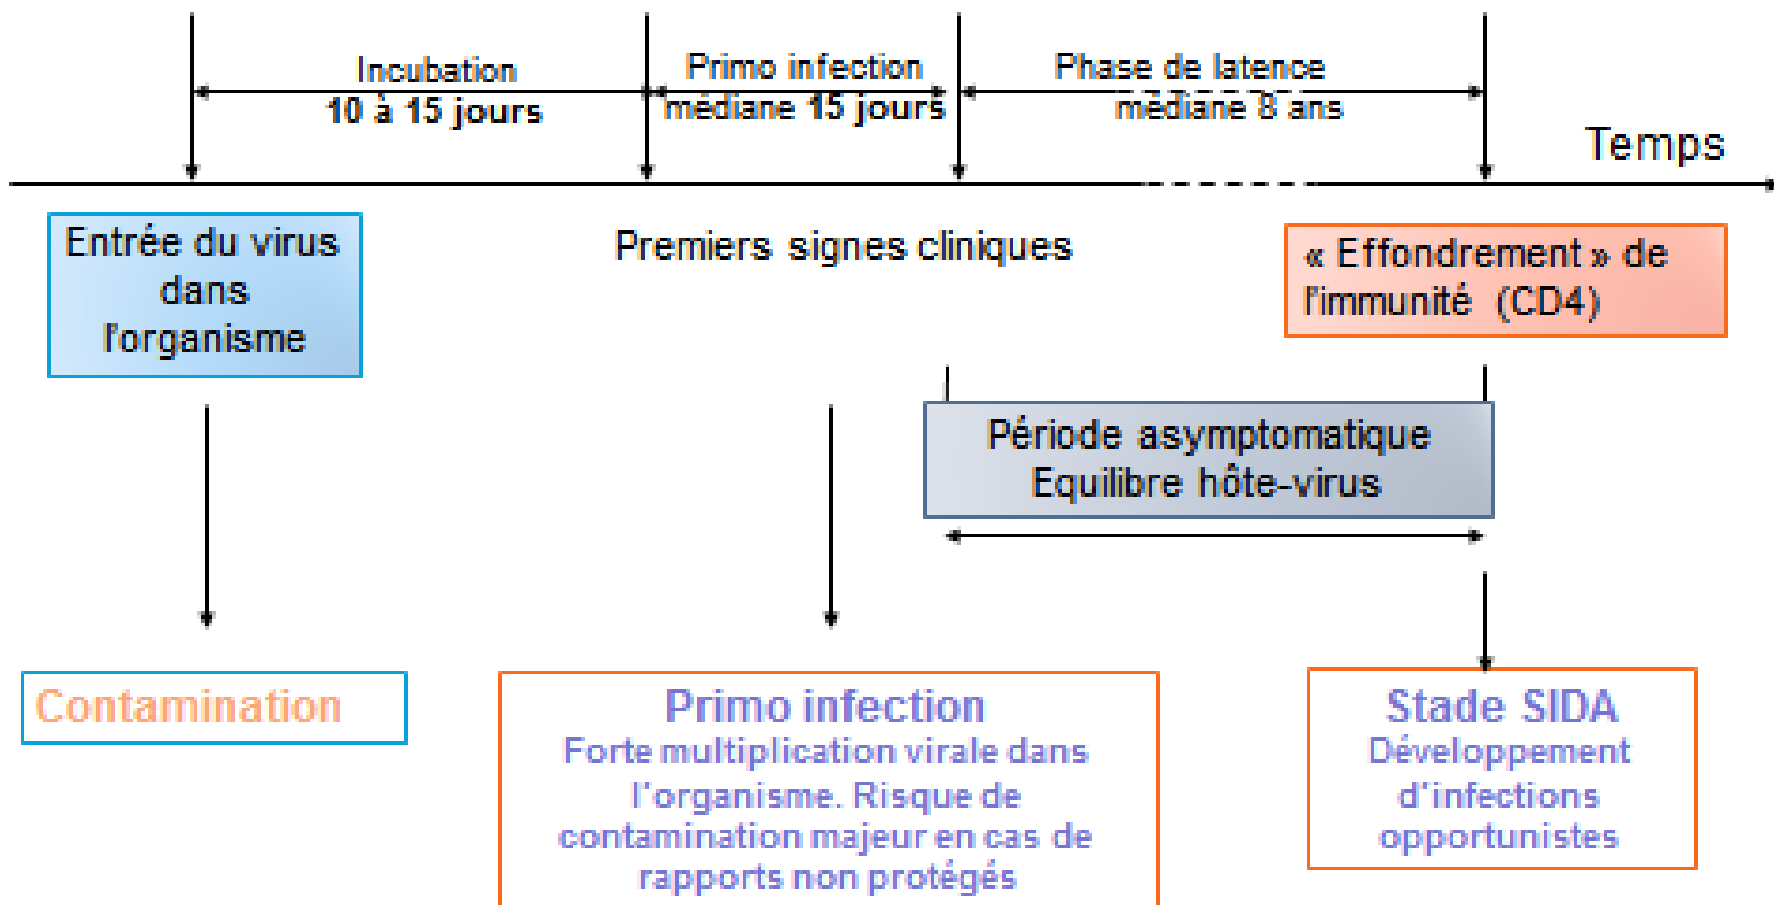 Incubation
10 à 15 jours
Primo infection
médiane 15 jours
Phase de latence
médiane 8 ans
Temps
Entrée du virus
dans
l'organisme
Premiers signes cliniques
« Effondrement » de
l'immunité (CD4)
Période asymptomatique
Equilibre hôte-virus
Contamination
Primo infection
Forte multiplication virale dans
l'organisme. Risque de
contamination majeur en cas de
rapports non protégés
Stade SIDA
Développement
d'infections
opportunistes